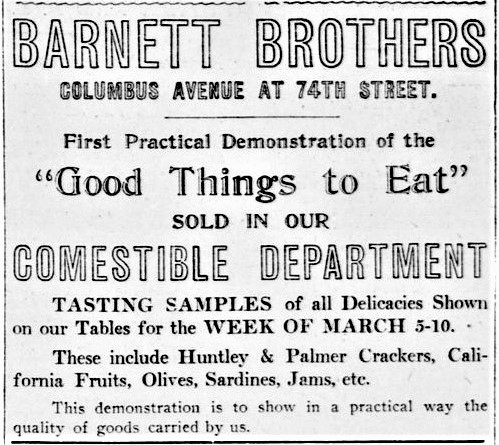 BARNETT BROTHERS
COLUMBUS AVENUE AT 74TH STREET.
First Practical Demonstration of the
"Good Things to Eat"
SOLD IN OUR
COMESTIBLE DEPARTMENT
TASTING SAMPLES of all Delicacies Shown
on our Tables for the WEEK OF MARCH 5-10.
These include Huntley & Palmer Crackers, Cali-
fornia Fruits, Olives, Sardines, Jams, etc.
This demonstration is to show in a practical way the
quality of goods carried by us.